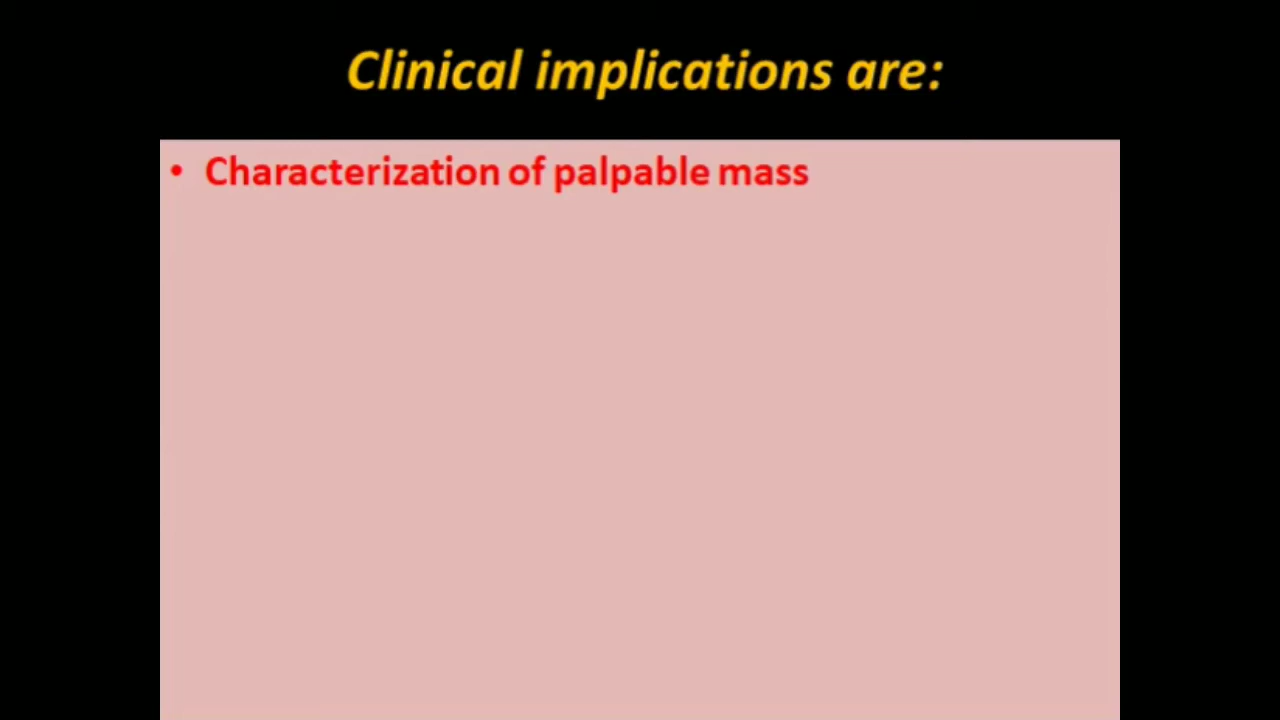 Clinical implications are:
• Characterization of palpable mass